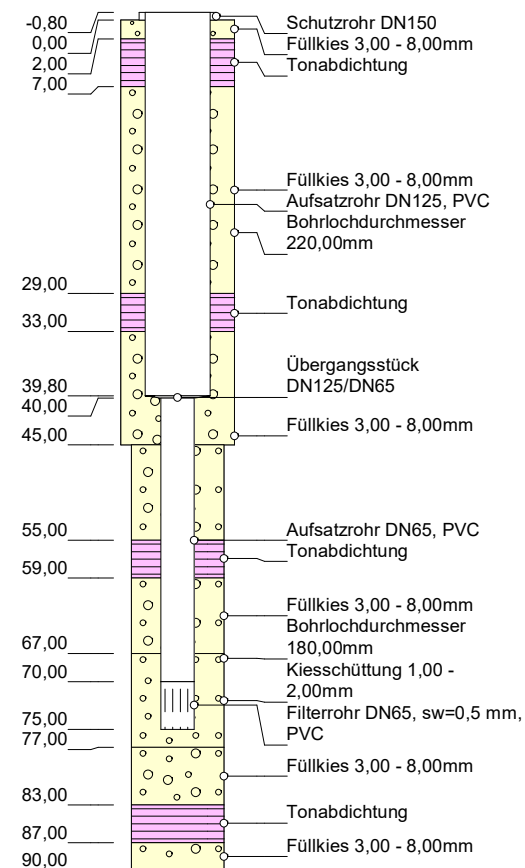 -0,80
0,00
2,00
7,00
29,00
33,00
39,80
40,00
45,00
55,00
59,00
67,00
70,00
75,00
77,00
83,00
87,00
90,00
Schutzrohr DN150
Füllkies 3,00 - 8,00mm
Tonabdichtung
Füllkies 3,00 - 8,00mm
Aufsatzrohr DN125, PVC
Bohrlochdurchmesser
220,00mm
Tonabdichtung
Übergangsstück
DN125/DN65
Füllkies 3,00 - 8,00mm
Aufsatzrohr DN65, PVC
Tonabdichtung
Füllkies 3,00 - 8,00mm
Bohrlochdurchmesser
180,00mm
Kiesschüttung 1,00 -
2,00mm
Filterrohr DN65, sw=0,5 mm,
PVC
Füllkies 3,00 - 8,00mm
Tonabdichtung
Füllkies 3,00 - 8,00mm